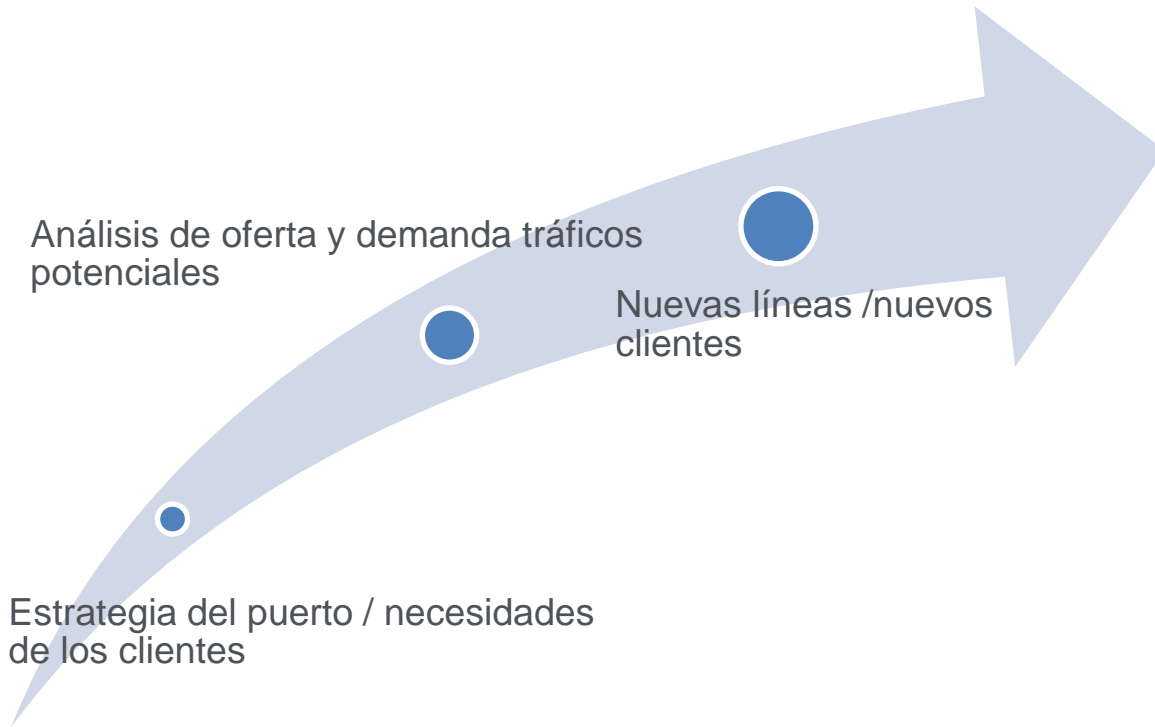 Análisis de oferta y demanda tráficos
potenciales
Nuevas líneas /nuevos
clientes
Estrategia del puerto / necesidades
de los clientes